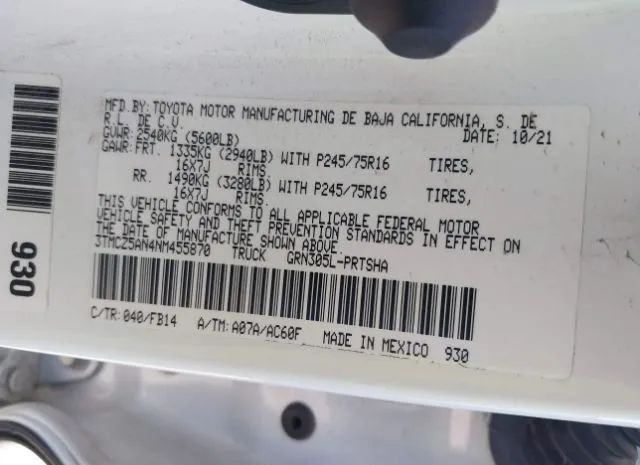 MFD.BY:TOYOTA MOTOR MANUFACTURING DE BAJA CALIFORNIA, S. DE
R.L. DE C.V. DATE: 10/21
GVWR: 2540KG (5600LB)
GAWR:FRT. 1335KG (2940LB) WITH P245/75R16 TIRES,
16X7J RIMS.
RR. 1490KG (3280LB) WITH P245/75R16 TIRES,
16X7J RIMS.
THIS VEHICLE CONFORMS TO ALL APPLICABLE FEDERAL MOTOR
VEHICLE SAFETY AND THEFT PREVENTION STANDARDS IN EFFECT ON
THE DATE OF MANUFACTURE SHOWN ABOVE.
3TMCZ5AN4NM455870 TRUCK GRN305L-PRTSHA
C/TR:040/FB14 A/TM:A07A/AC60F MADE IN MEXICO 930
930